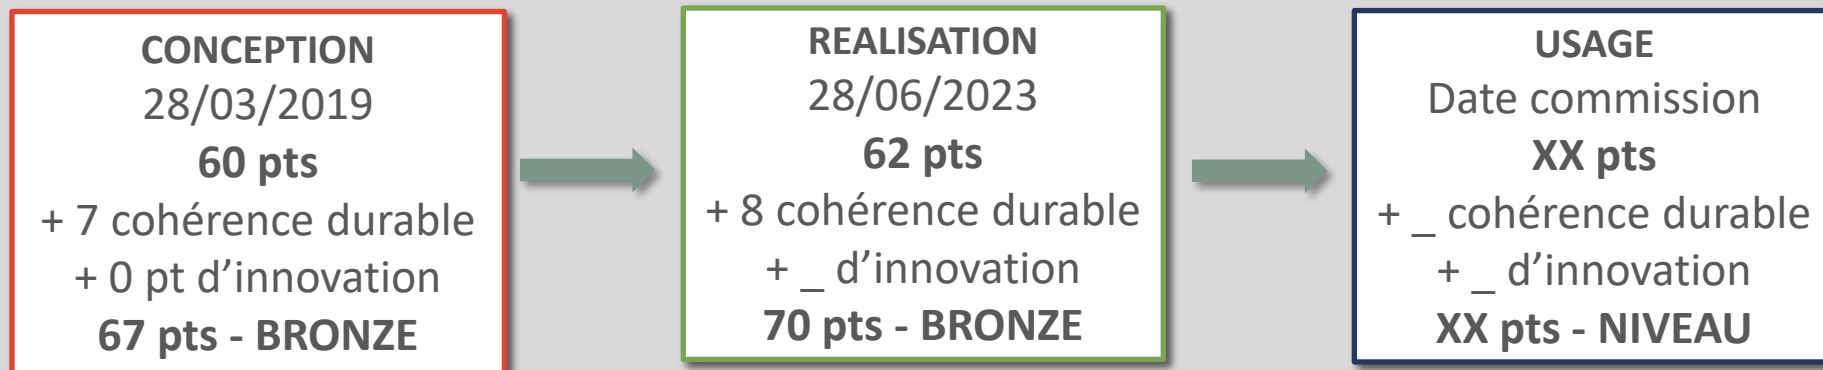 CONCEPTION
28/03/2019
60 pts
+ 7 cohérence durable
+ 0 pt d’innovation
67 pts - BRONZE
REALISATION
28/06/2023
62 pts
+ 8 cohérence durable
+ _ d’innovation
70 pts - BRONZE
USAGE
Date commission
XX pts
+ _ cohérence durable
+ _ d’innovation
XX pts - NIVEAU